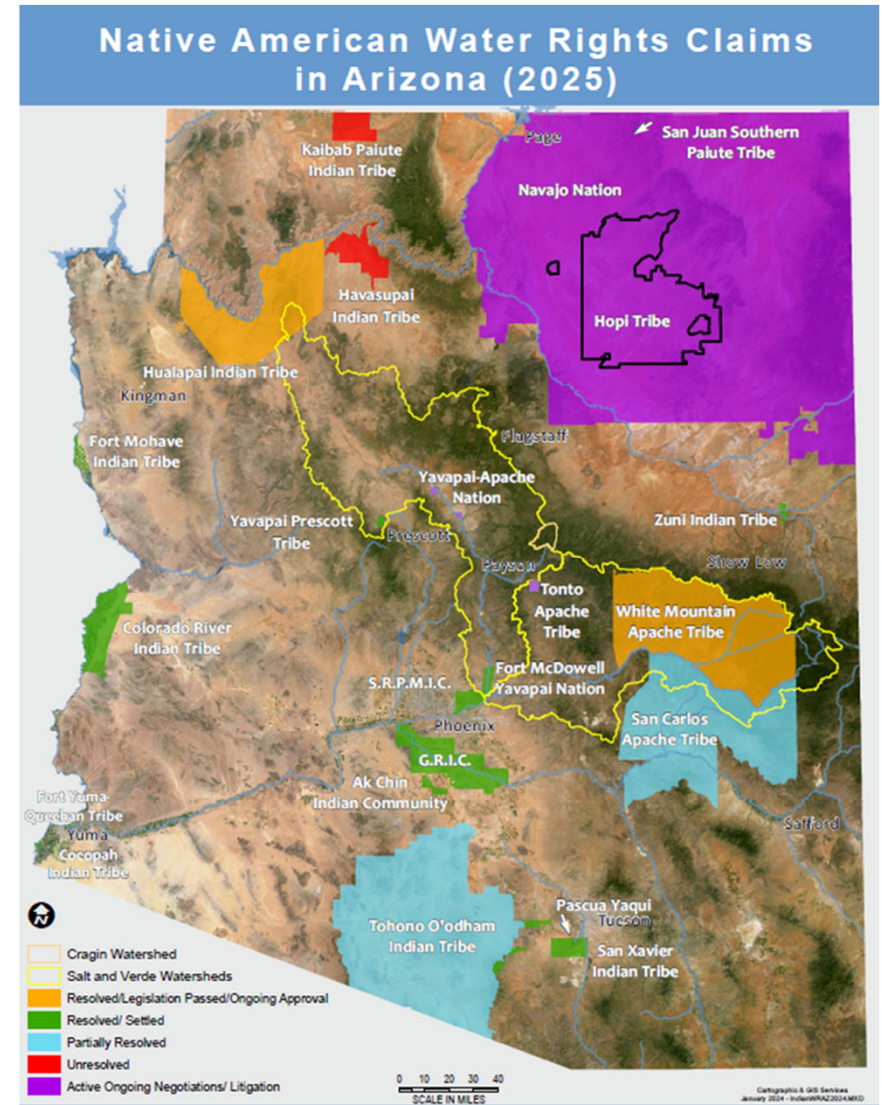 Native American Water Rights Claims
in Arizona (2025)
Page
San Juan Southern
Paiute Tribe
Kaibab Paiute
Indian Tribe
Navajo Nation
Havasupai
Indian Tribe
Hopi Tribe
Hualapai Indian Tribe
Kingman
Flagstaff
Fort Mohave
Indian Tribe
Yavapai-Apache
Nation
Yavapai Prescott
Tribe
Prescott
Zuni Indian Tribe
Payson
Show Low
Tonto
Apache
Tribe
White Mountain
Apache Tribe
Colorado River
Indian Tribe
S.R.P.M.I.C.
Fort McDowell
Yavapai Nation
San Carlos
Apache Tribe
Phoenix
G.R.I.C.
Ak Chin
Indian Community
Fort Yuma-
Quechan Tribe
Yuma
Cocopah
Indian Tribe
Safford
Pascua Yaqui
Tucson
Tohono O'odham
Indian Tribe
San Xavier
Indian Tribe
N
Cragin Watershed
Salt and Verde Watersheds
Resolved/Legislation Passed/Ongoing Approval
Resolved/ Settled
Partially Resolved
Unresolved
Active Ongoing Negotiations/ Litigation
0 10 20 30 40
SCALE IN MILES
Cartographic & GIS Services
January 2024 - IndianWRAZ2024.MXD